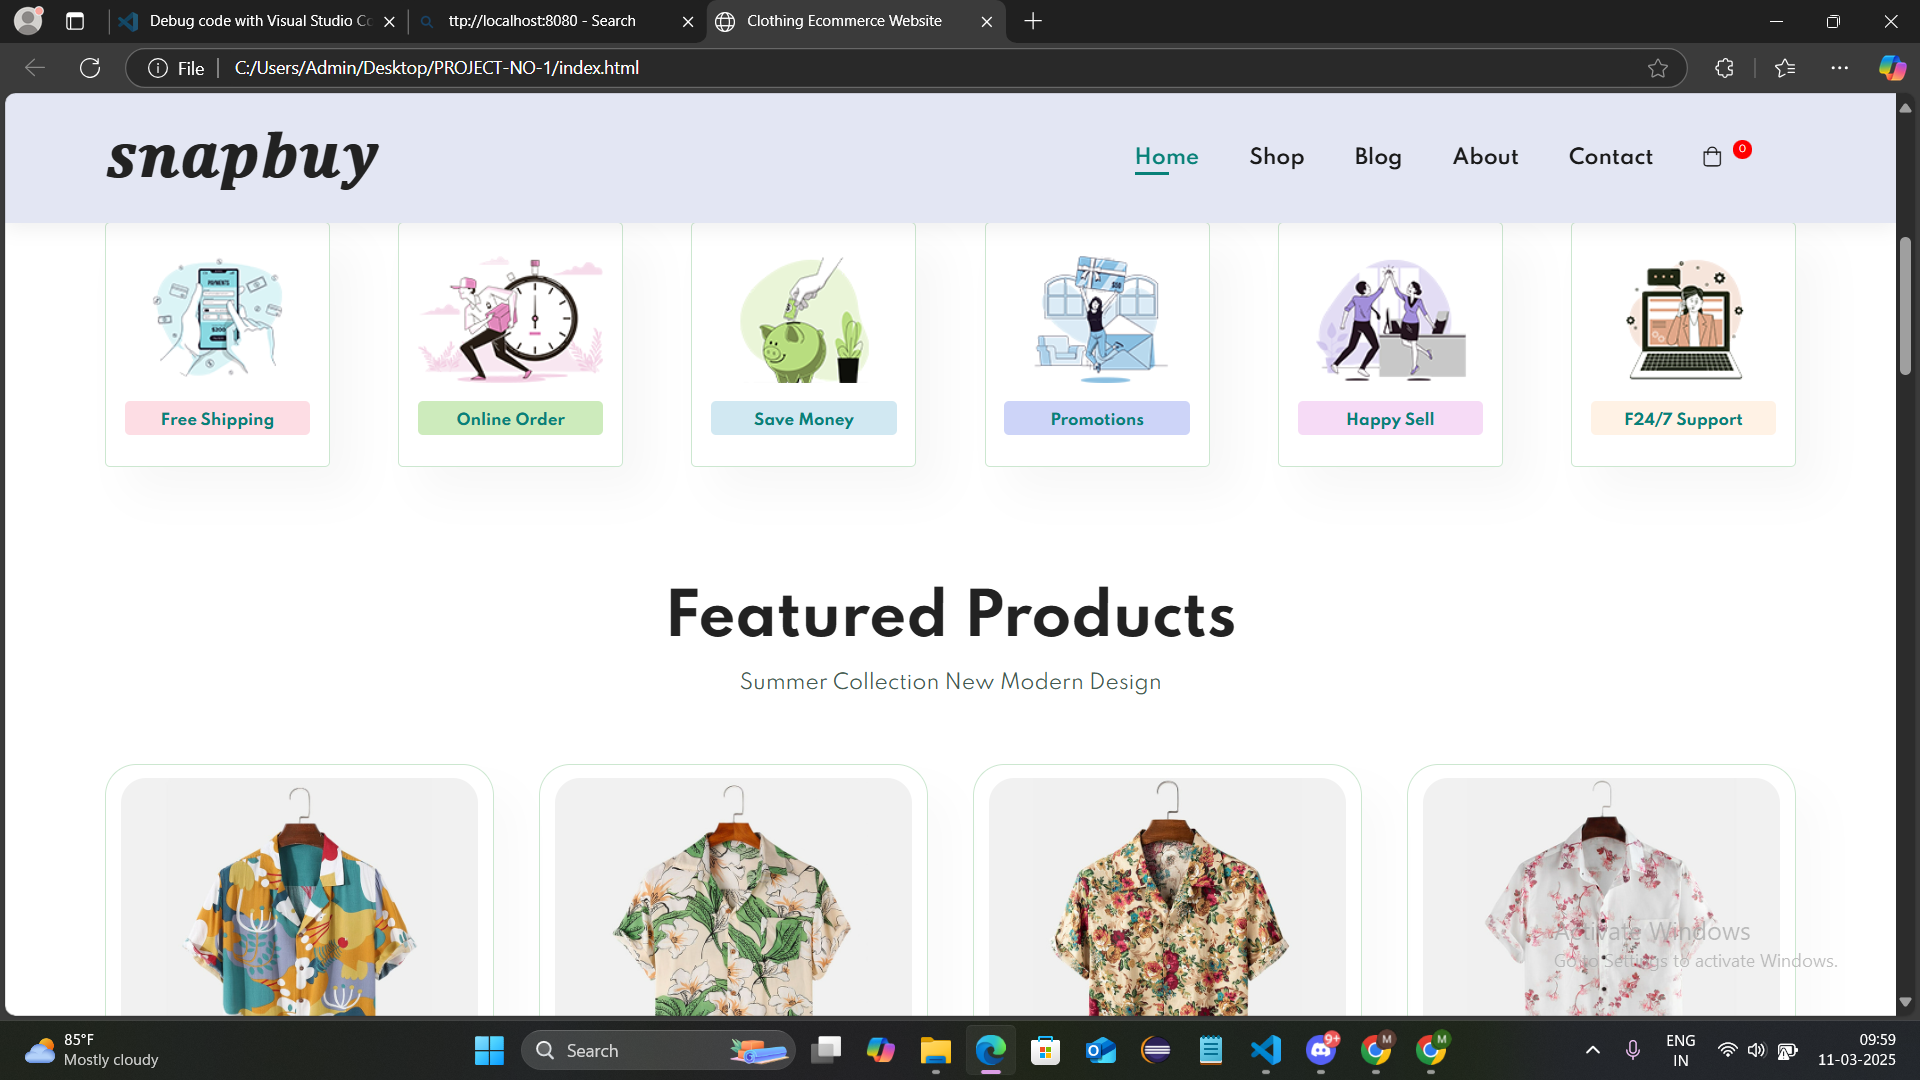 Debug code with Visual Studio Co
ttp://localhost:8080 - Search
Clothing Ecommerce Website
File
C:/Users/Admin/Desktop/PROJECT-NO-1/index.html
snapbuy
Home
Shop
Blog
About
Contact
0
PAYMENTS
Free Shipping
Online Order
Save Money
Promotions
Happy Sell
F24/7 Support
Featured Products
Summer Collection New Modern Design
Activate Windows
Go to Settings to activate Windows.
85°F
Mostly cloudy
Search
9+
M
M
ENG
IN
09:59
11-03-2025